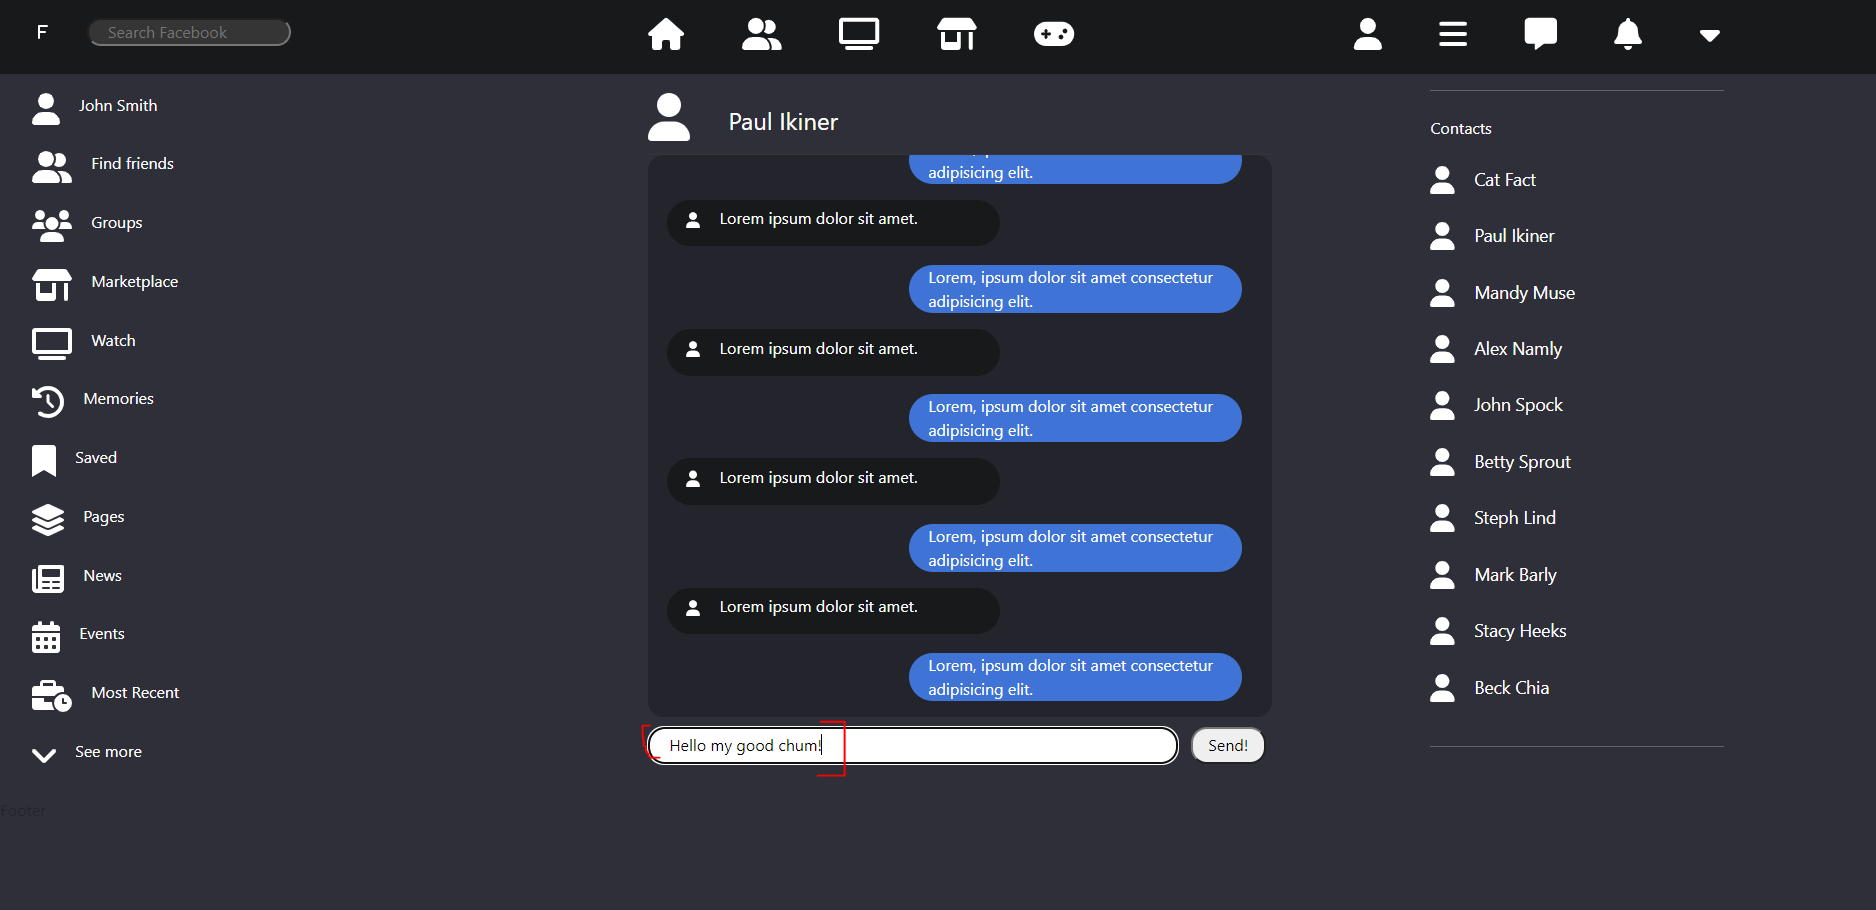 F
Search Facebook
John Smith
Find friends
Groups
Marketplace
Watch
Memories
Saved
Pages
News
Events
Most Recent
See more
Paul Ikiner
adipisicing elit.
Lorem ipsum dolor sit amet.
Lorem, ipsum dolor sit amet consectetur
adipisicing elit.
Lorem ipsum dolor sit amet.
Lorem, ipsum dolor sit amet consectetur
adipisicing elit.
Lorem ipsum dolor sit amet.
Lorem, ipsum dolor sit amet consectetur
adipisicing elit.
Lorem ipsum dolor sit amet.
Lorem, ipsum dolor sit amet consectetur
adipisicing elit.
Hello my good chum!
Send!
Contacts
Cat Fact
Paul Ikiner
Mandy Muse
Alex Namly
John Spock
Betty Sprout
Steph Lind
Mark Barly
Stacy Heeks
Beck Chia
Footer